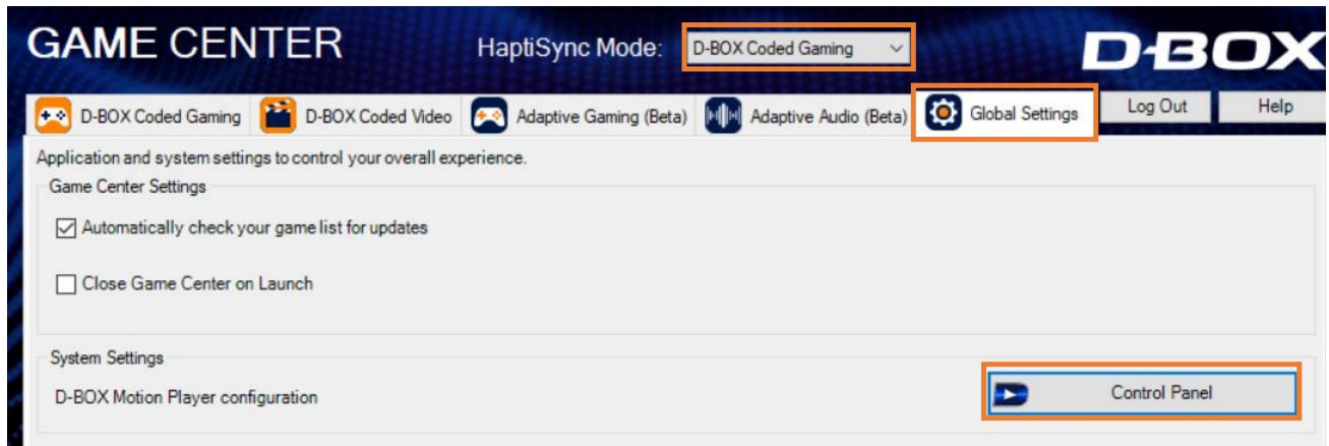 GAME CENTER HaptiSync Mode: D-BOX Coded Gaming D-BOX
D-BOX Coded Gaming D-BOX Coded Video Adaptive Gaming (Beta) Adaptive Audio (Beta) Global Settings Log Out Help
Application and system settings to control your overall experience.
Game Center Settings
Automatically check your game list for updates
Close Game Center on Launch
System Settings
D-BOX Motion Player configuration Control Panel